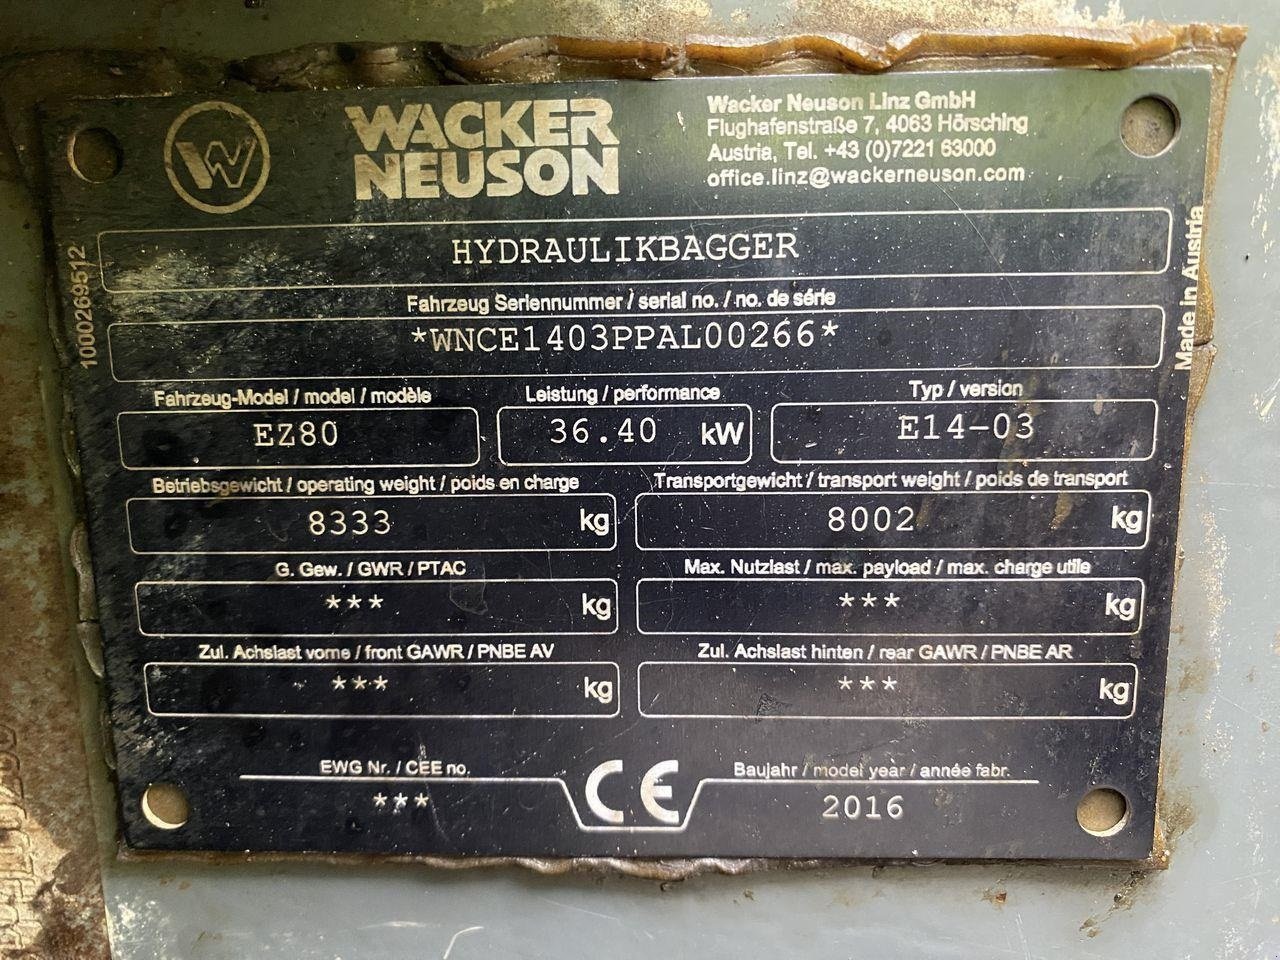 W
WACKER
NEUSON
Wacker Neuson Linz GmbH
Flughafenstraße 7, 4063 Hörsching
Austria, Tel. +43 (0)7221 63000
office.linz@wackerneuson.com
1000269512
Made in Austria
HYDRAULIKBAGGER
Fahrzeug Seriennummer / serial no. / no. de série
*WNCE1403PPAL00266*
Fahrzeug-Model / model / modèle
EZ80
Leistung / performance
36.40 kW
Typ / version
E14-03
Betriebsgewicht / operating weight / poids en charge
8333 kg
Transportgewicht / transport weight / poids de transport
8002 kg
G. Gew. / GWR / PTAC
*** kg
Max. Nutzlast / max. payload / max. charge utile
*** kg
Zul. Achslast vorne / front GAWR / PNBE AV
*** kg
Zul. Achslast hinten / rear GAWR / PNBE AR
*** kg
EWG Nr. / CEE no.
***
CE
Baujahr / model year / année fabr.
2016